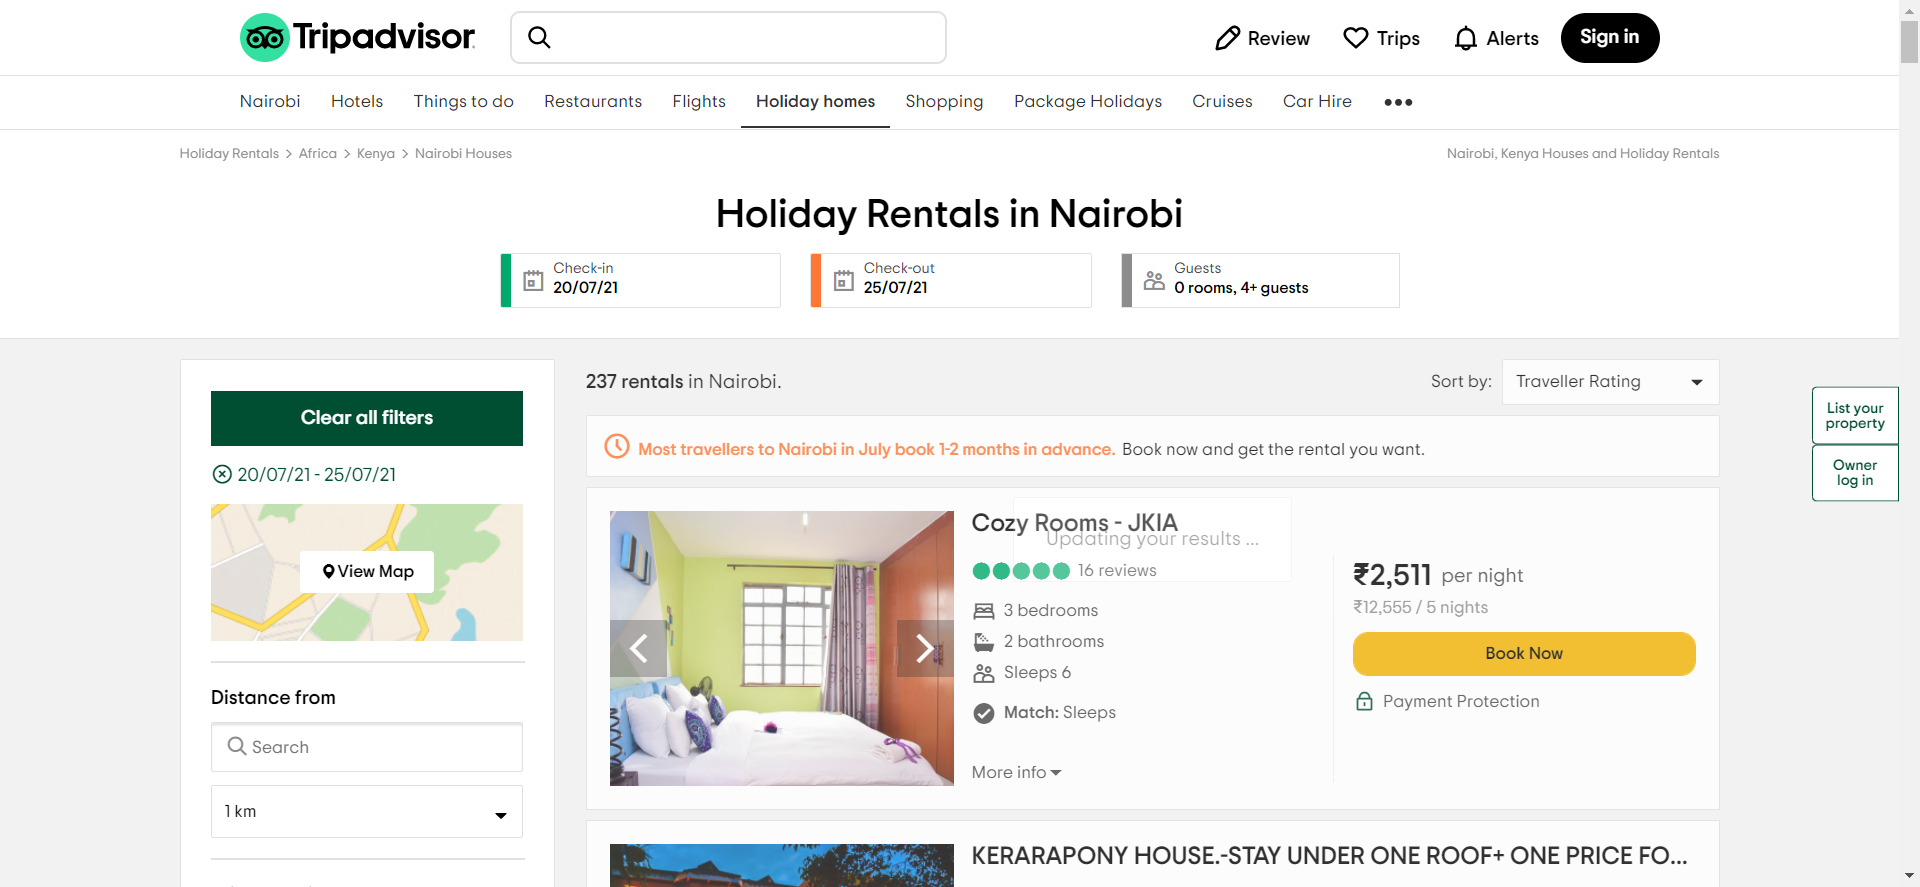 Tripadvisor
Review
Trips
Alerts
Sign in
Nairobi
Hotels
Things to do
Restaurants
Flights
Holiday homes
Shopping
Package Holidays
Cruises
Car Hire
Holiday Rentals > Africa > Kenya > Nairobi Houses
Nairobi, Kenya Houses and Holiday Rentals
Holiday Rentals in Nairobi
Check-in
20/07/21
Check-out
25/07/21
Guests
0 rooms, 4+ guests
Clear all filters
20/07/21 - 25/07/21
View Map
Distance from
Search
1 km
237 rentals in Nairobi.
Sort by:
Traveller Rating
Most travellers to Nairobi in July book 1-2 months in advance. Book now and get the rental you want.
Cozy Rooms - JKIA
Updating your results ...
16 reviews
3 bedrooms
2 bathrooms
Sleeps 6
Match: Sleeps
More info
₹2,511 per night
₹12,555 / 5 nights
Book Now
Payment Protection
KERARAPONY HOUSE.-STAY UNDER ONE ROOF+ ONE PRICE FO...
List your
property
Owner
log in